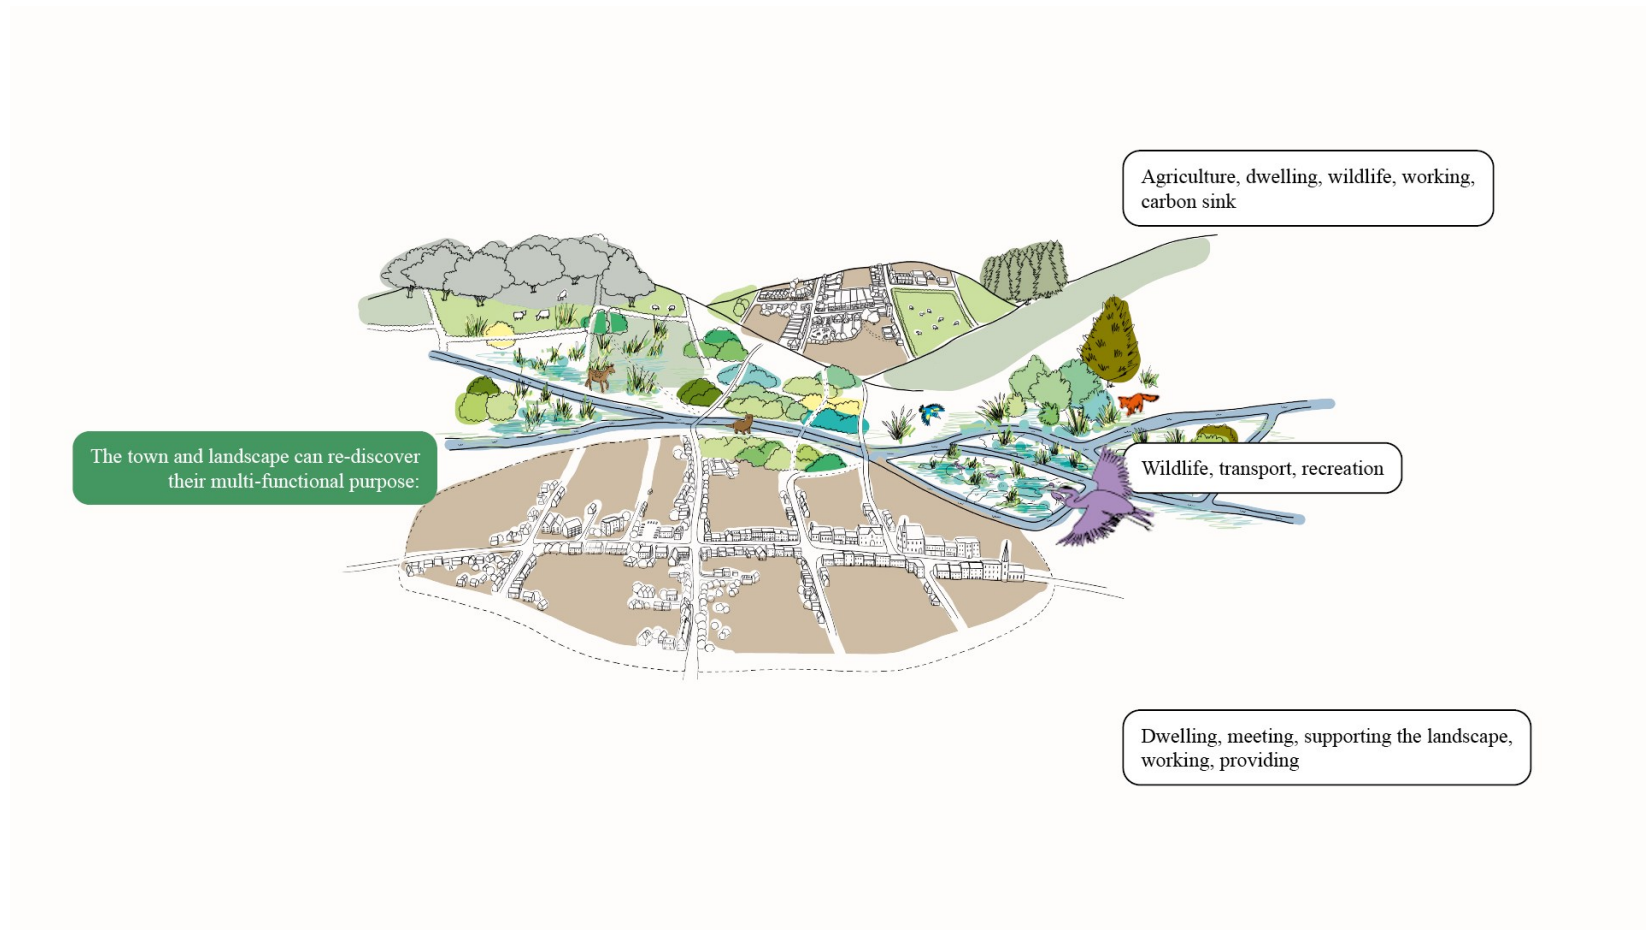 Agriculture, dwelling, wildlife, working,
carbon sink
The town and landscape can re-discover
their multi-functional purpose:
Wildlife, transport, recreation
Dwelling, meeting, supporting the landscape,
working, providing